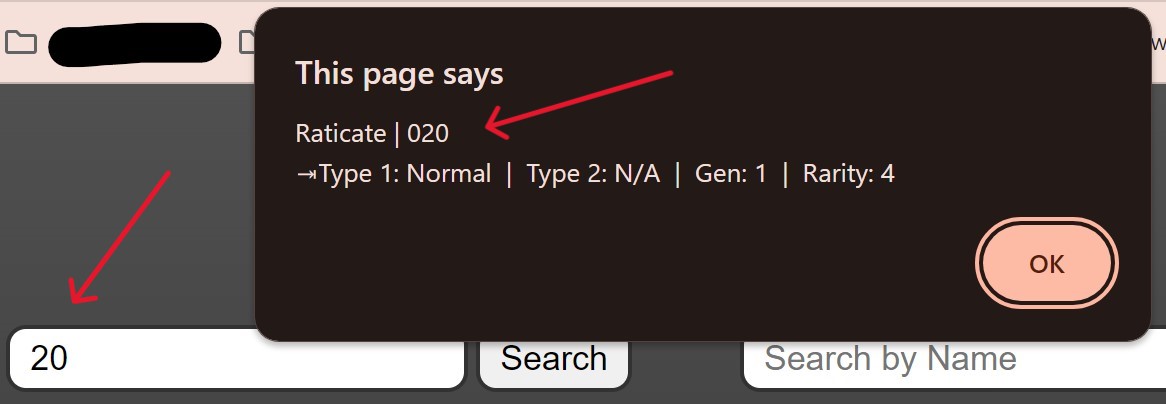 This page says
Raticate | 020
⇥Type 1: Normal | Type 2: N/A | Gen: 1 | Rarity: 4
OK
20
Search
Search by Name